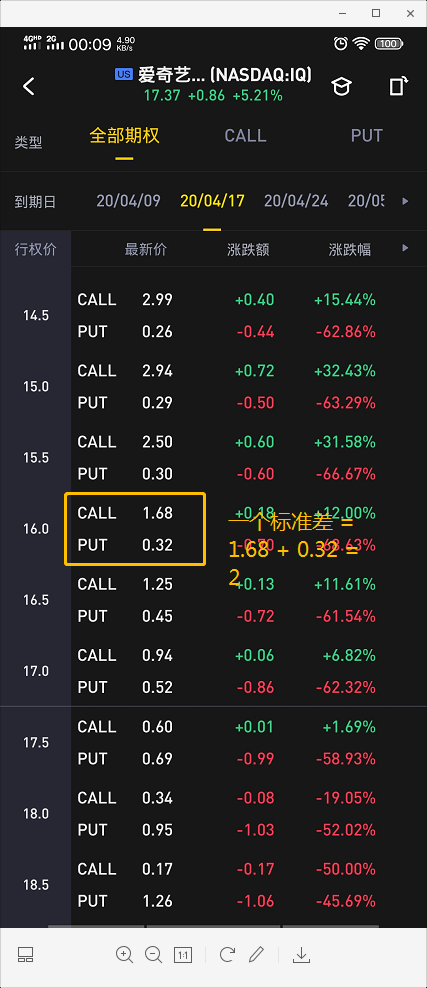 4G HD 2G 00:09 4.90 KB/s 100
US 爱奇艺... (NASDAQ:IQ)
17.37 +0.86 +5.21%
类型 全部期权 CALL PUT
到期日 20/04/09 20/04/17 20/04/24 20/05
行权价 最新价 涨跌额 涨跌幅
14.5
CALL 2.99 +0.40 +15.44%
PUT 0.26 -0.44 -62.86%
15.0
CALL 2.94 +0.72 +32.43%
PUT 0.29 -0.50 -63.29%
15.5
CALL 2.50 +0.60 +31.58%
PUT 0.30 -0.60 -66.67%
16.0
CALL 1.68 +0.18 +12.00%
PUT 0.32 -0.70 -68.63%
一个标准差 =
1.68 + 0.32 =
2
16.5
CALL 1.25 +0.13 +11.61%
PUT 0.45 -0.72 -61.54%
17.0
CALL 0.94 +0.06 +6.82%
PUT 0.52 -0.86 -62.32%
17.5
CALL 0.60 +0.01 +1.69%
PUT 0.69 -0.99 -58.93%
18.0
CALL 0.34 -0.08 -19.05%
PUT 0.95 -1.03 -52.02%
18.5
CALL 0.17 -0.17 -50.00%
PUT 1.26 -1.06 -45.69%
1:1